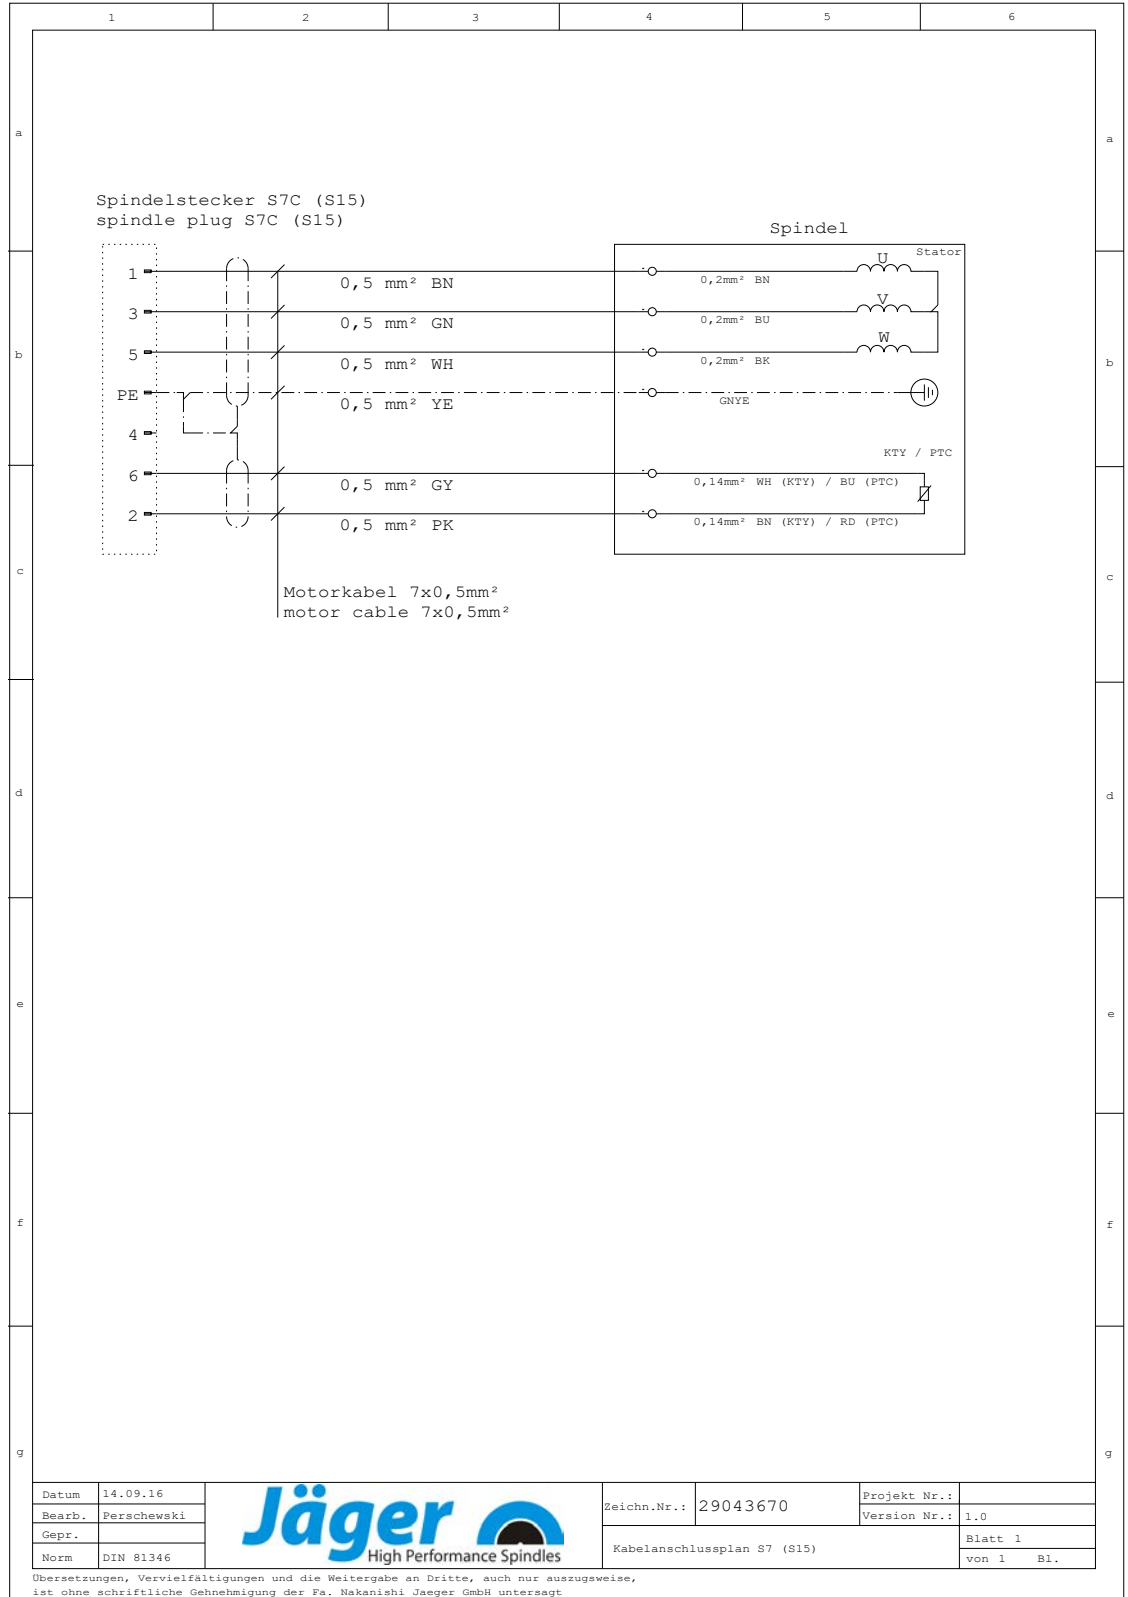 1 2 3 4 5 6
a a
Spindelstecker S7C (S15)
spindle plug S7C (S15)
Spindel
Stator
1 0,5 mm² BN 0,2mm² BN U
3 0,5 mm² GN 0,2mm² BU V
5 0,5 mm² WH 0,2mm² BK W
b b
PE 0,5 mm² YE GNYE
4
KTY / PTC
6 0,5 mm² GY 0,14mm² WH (KTY) / BU (PTC)
2 0,5 mm² PK 0,14mm² BN (KTY) / RD (PTC)
c c
Motorkabel 7x0,5mm²
motor cable 7x0,5mm²
d d
e e
f f
g g
Datum 14.09.16
Bearb. Perschewski
Gepr.
Norm DIN 81346
Jäger
High Performance Spindles
Zeichn.Nr.: 29043670
Kabelanschlussplan S7 (S15)
Projekt Nr.:
Version Nr.: 1.0
Blatt 1
von 1 Bl.
Übersetzungen, Vervielfältigungen und die Weitergabe an Dritte, auch nur auszugsweise,
ist ohne schriftliche Gehnehmigung der Fa. Nakanishi Jaeger GmbH untersagt